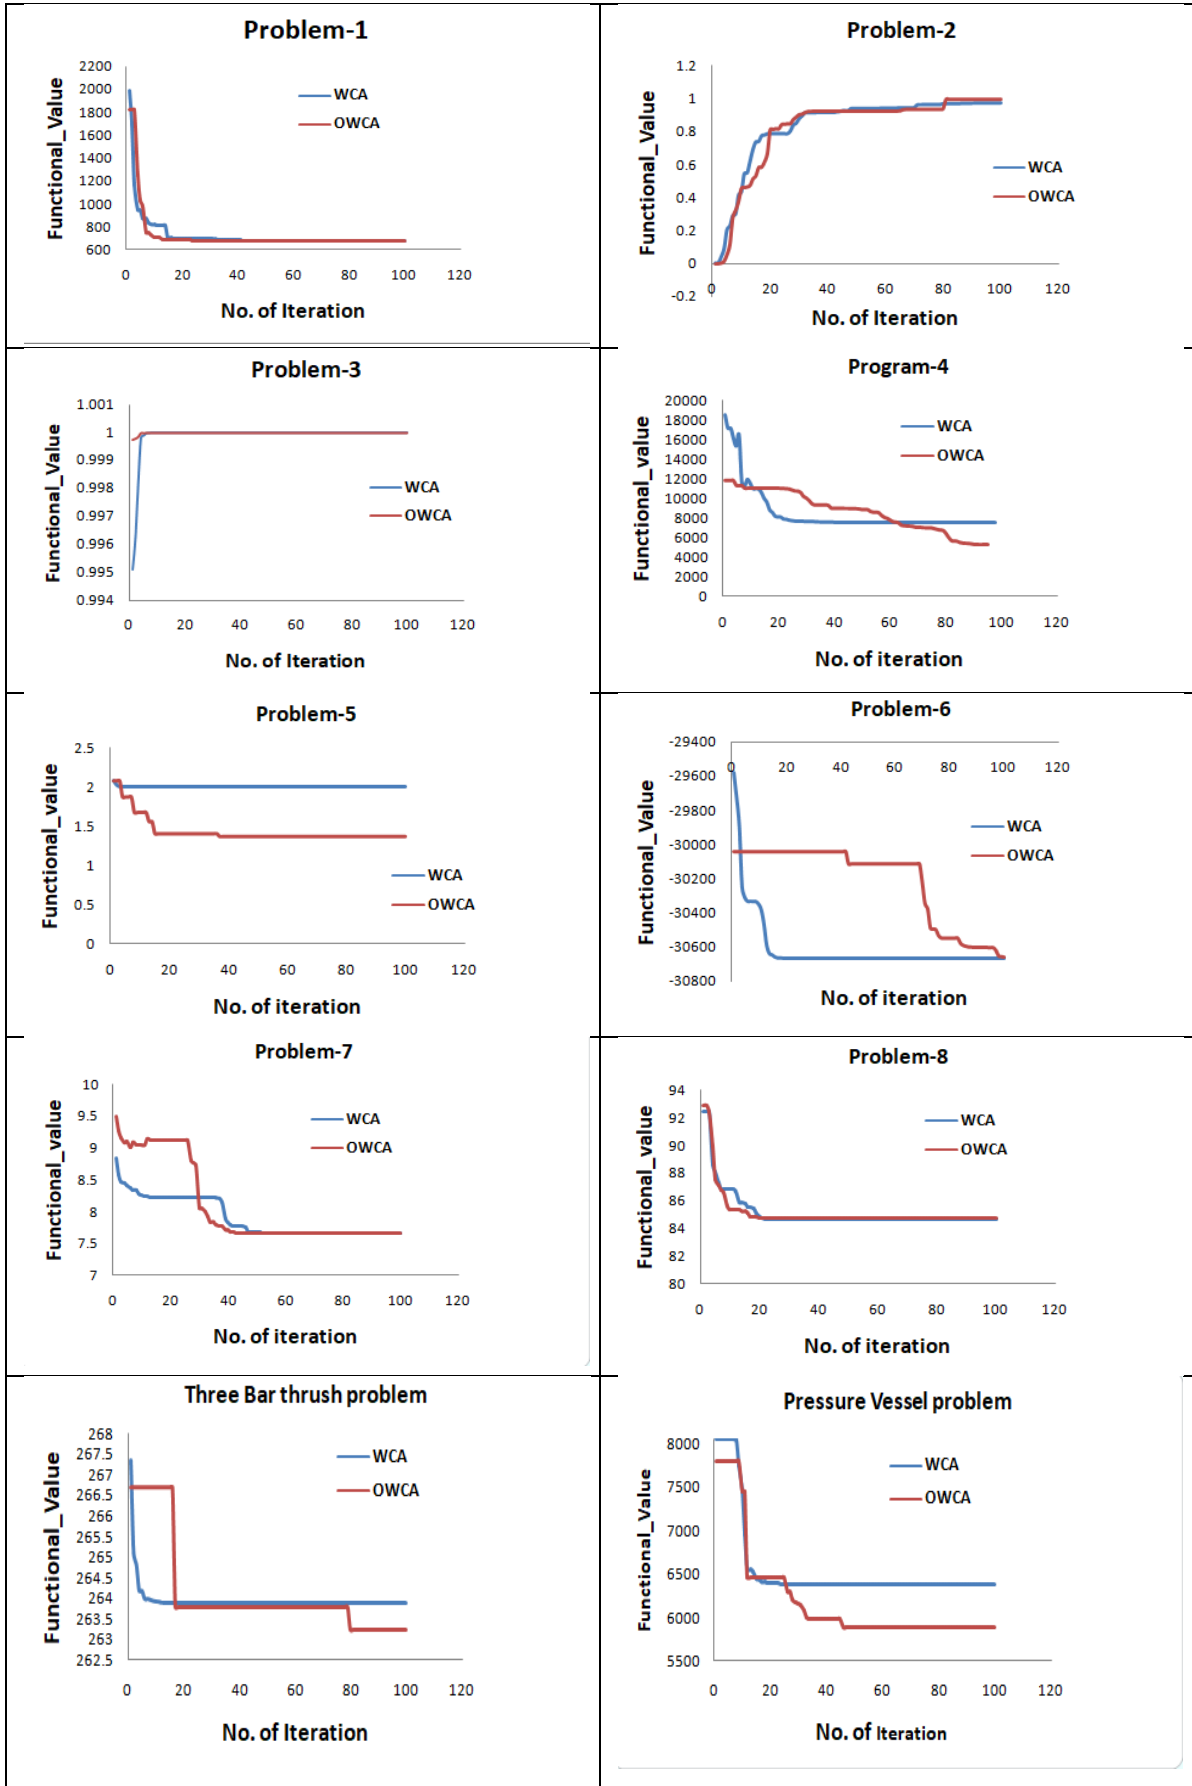 Problem-1
Functional_Value
2200
2000
1800
1600
1400
1200
1000
800
600
WCA
OWCA
0 20 40 60 80 100 120
No. of Iteration
Problem-2
Functional_Value
1.2
1
0.8
0.6
0.4
0.2
0
-0.2
WCA
OWCA
0 20 40 60 80 100 120
No. of Iteration
Problem-3
Functional_Value
1.001
1
0.999
0.998
0.997
0.996
0.995
0.994
WCA
OWCA
0 20 40 60 80 100 120
No. of Iteration
Program-4
Functional_value
20000
18000
16000
14000
12000
10000
8000
6000
4000
2000
0
WCA
OWCA
0 20 40 60 80 100 120
No. of iteration
Problem-5
Functional_value
2.5
2
1.5
1
0.5
0
WCA
OWCA
0 20 40 60 80 100 120
No. of iteration
Problem-6
Functional_Value
-29400
-29600
-29800
-30000
-30200
-30400
-30600
-30800
0 20 40 60 80 100 120
WCA
OWCA
No. of iteration
Problem-7
Functional_value
10
9.5
9
8.5
8
7.5
7
WCA
OWCA
0 20 40 60 80 100 120
No. of iteration
Problem-8
Functional_value
94
92
90
88
86
84
82
80
WCA
OWCA
0 20 40 60 80 100 120
No. of iteration
Three Bar thrush problem
Functional_Value
268
267.5
267
266.5
266
265.5
265
264.5
264
263.5
263
262.5
WCA
OWCA
0 20 40 60 80 100 120
No. of Iteration
Pressure Vessel problem
Functional_Value
8000
7500
7000
6500
6000
5500
WCA
OWCA
0 20 40 60 80 100 120
No. of Iteration